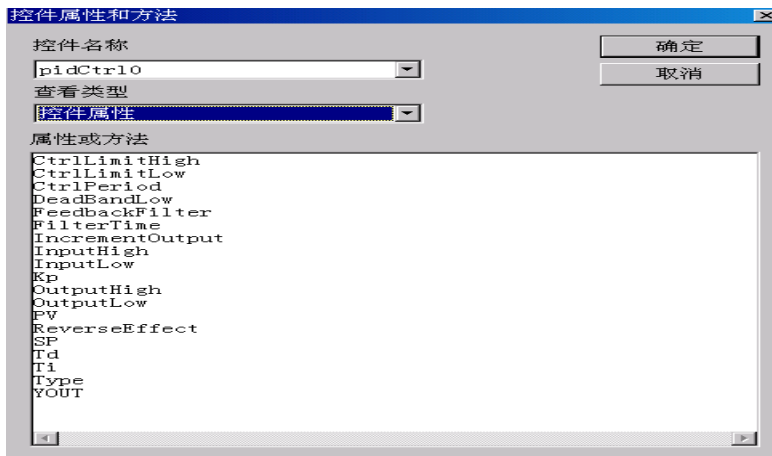 控件属性和方法
控件名称
确定
pidCtrl0
取消
查看类型
控件属性
属性或方法
CtrlLimitHigh
CtrlLimitLow
CtrlPeriod
DeadBandLow
FeedbackFilter
FilterTime
IncrementOutput
InputHigh
InputLow
Kp
OutputHigh
OutputLow
PV
ReverseEffect
SP
Td
Ti
Type
YOUT